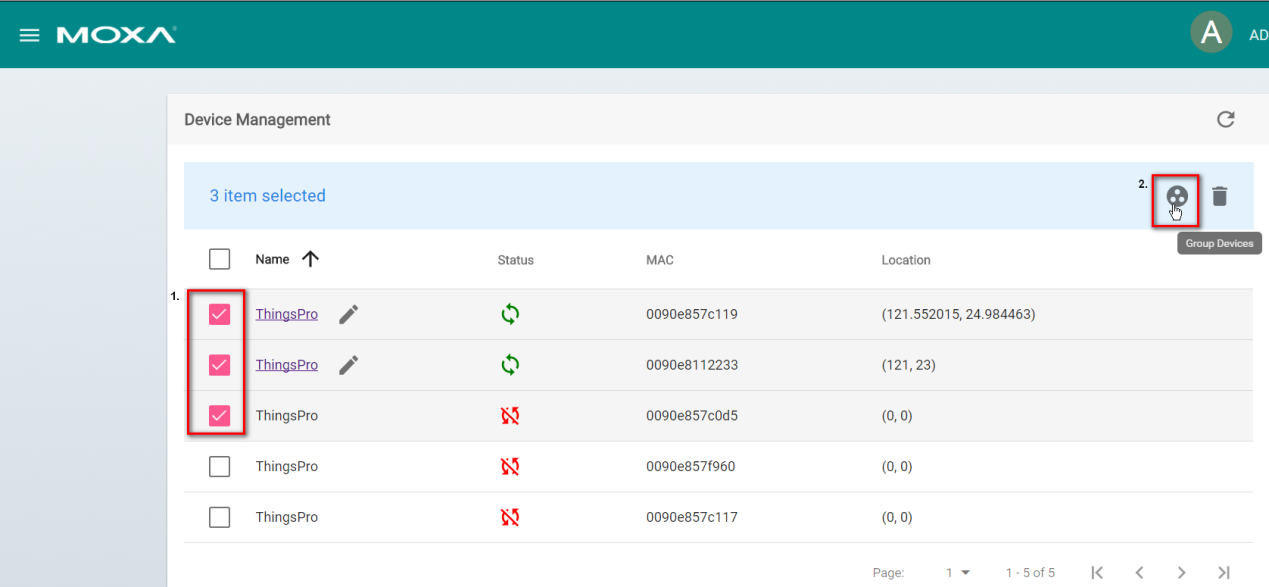 MOXA
A AD
Device Management
3 item selected
2.
Group Devices
Name Status MAC Location
1.
ThingsPro 0090e857c119 (121.552015, 24.984463)
ThingsPro 0090e8112233 (121, 23)
ThingsPro 0090e857c0d5 (0, 0)
ThingsPro 0090e857f960 (0, 0)
ThingsPro 0090e857c117 (0, 0)
Page: 1 1 - 5 of 5